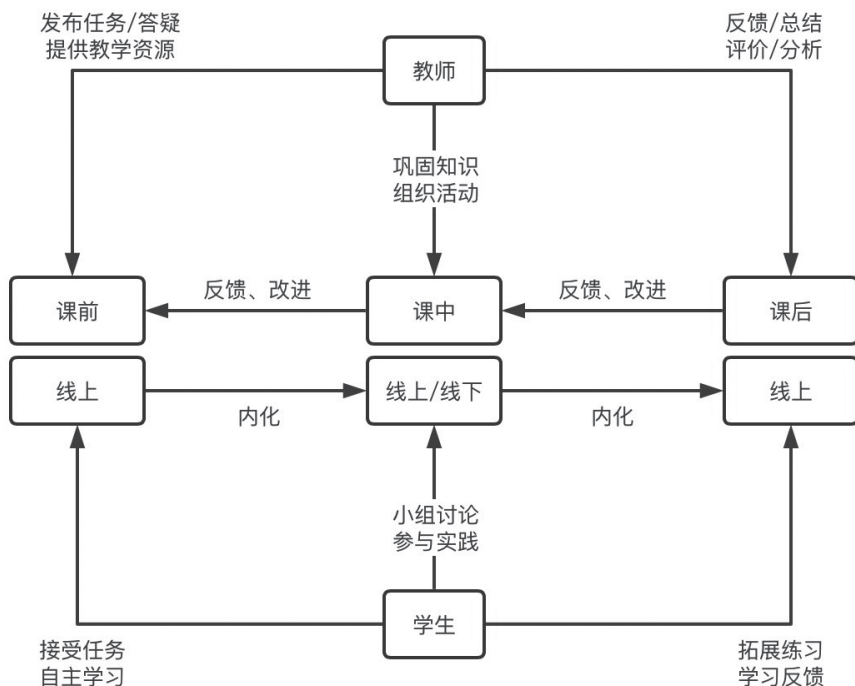 发布任务/答疑
提供教学资源
教师
反馈/总结
评价/分析
巩固知识
组织活动
课前
反馈、改进
课中
反馈、改进
课后
线上
内化
线上/线下
内化
线上
小组讨论
参与实践
学生
接受任务
自主学习
拓展练习
学习反馈